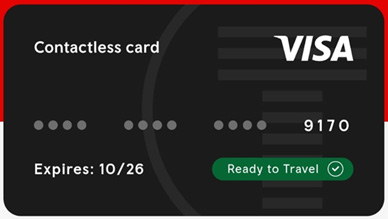 Contactless card
VISA
•••• •••• •••• 9170
Expires: 10/26
Ready to Travel